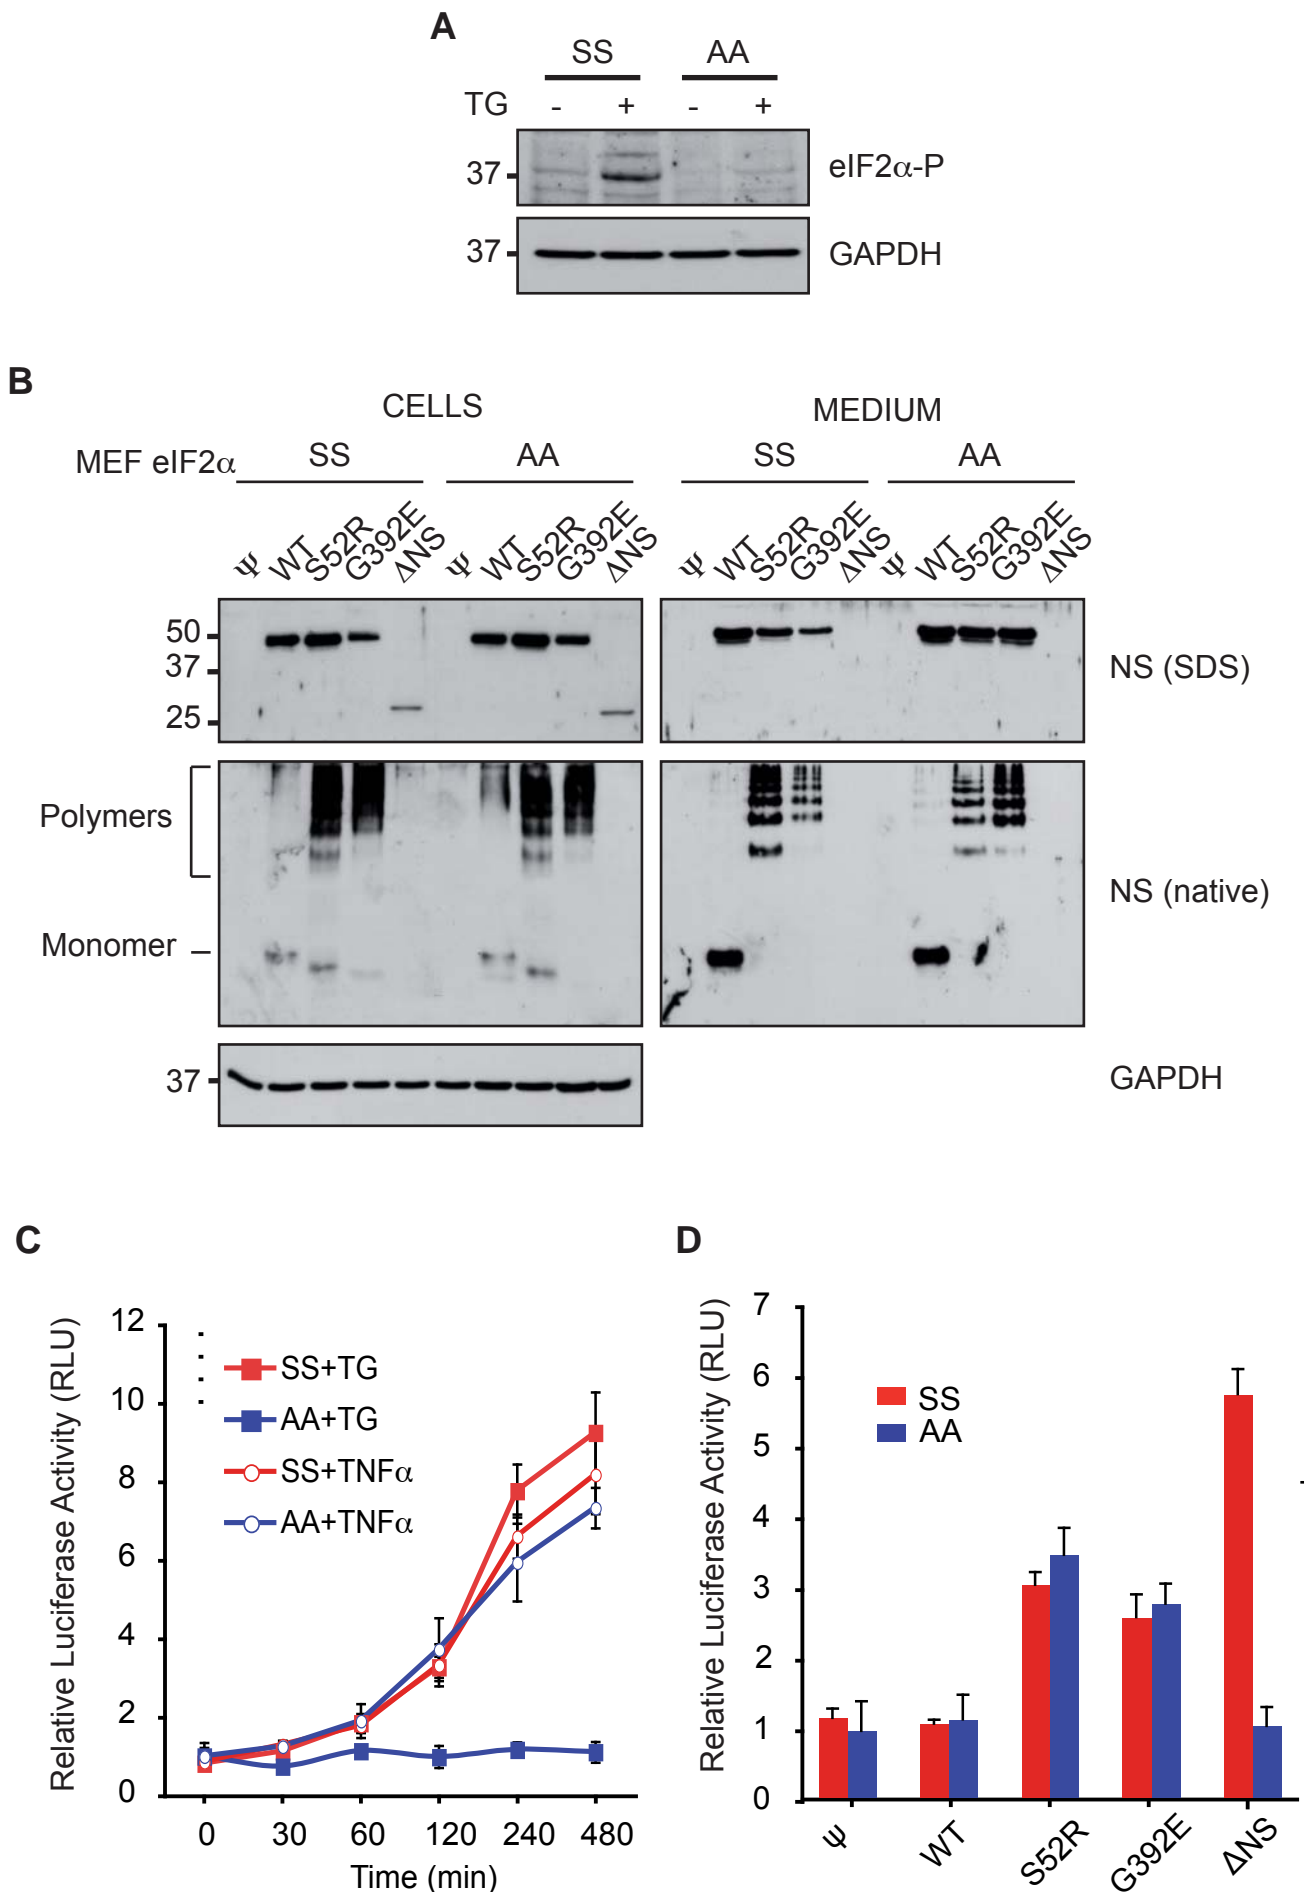 A
SS AA
TG - + - +
37 eIF2α-P
37 GAPDH
B
CELLS MEDIUM
MEF eIF2α SS AA SS AA
Ψ WT S52R G392E ΔNS Ψ WT S52R G392E ΔNS Ψ WT S52R G392E ΔNS Ψ WT S52R G392E ΔNS
50
37
25
NS (SDS)
Polymers
Monomer
NS (native)
37 GAPDH
C
Relative Luciferase Activity (RLU)
12
10
8
6
4
2
0
SS+TG
AA+TG
SS+TNFα
AA+TNFα
0 30 60 120 240 480
Time (min)
D
Relative Luciferase Activity (RLU)
7
6
5
4
3
2
1
0
SS
AA
Ψ WT S52R G392E ΔNS